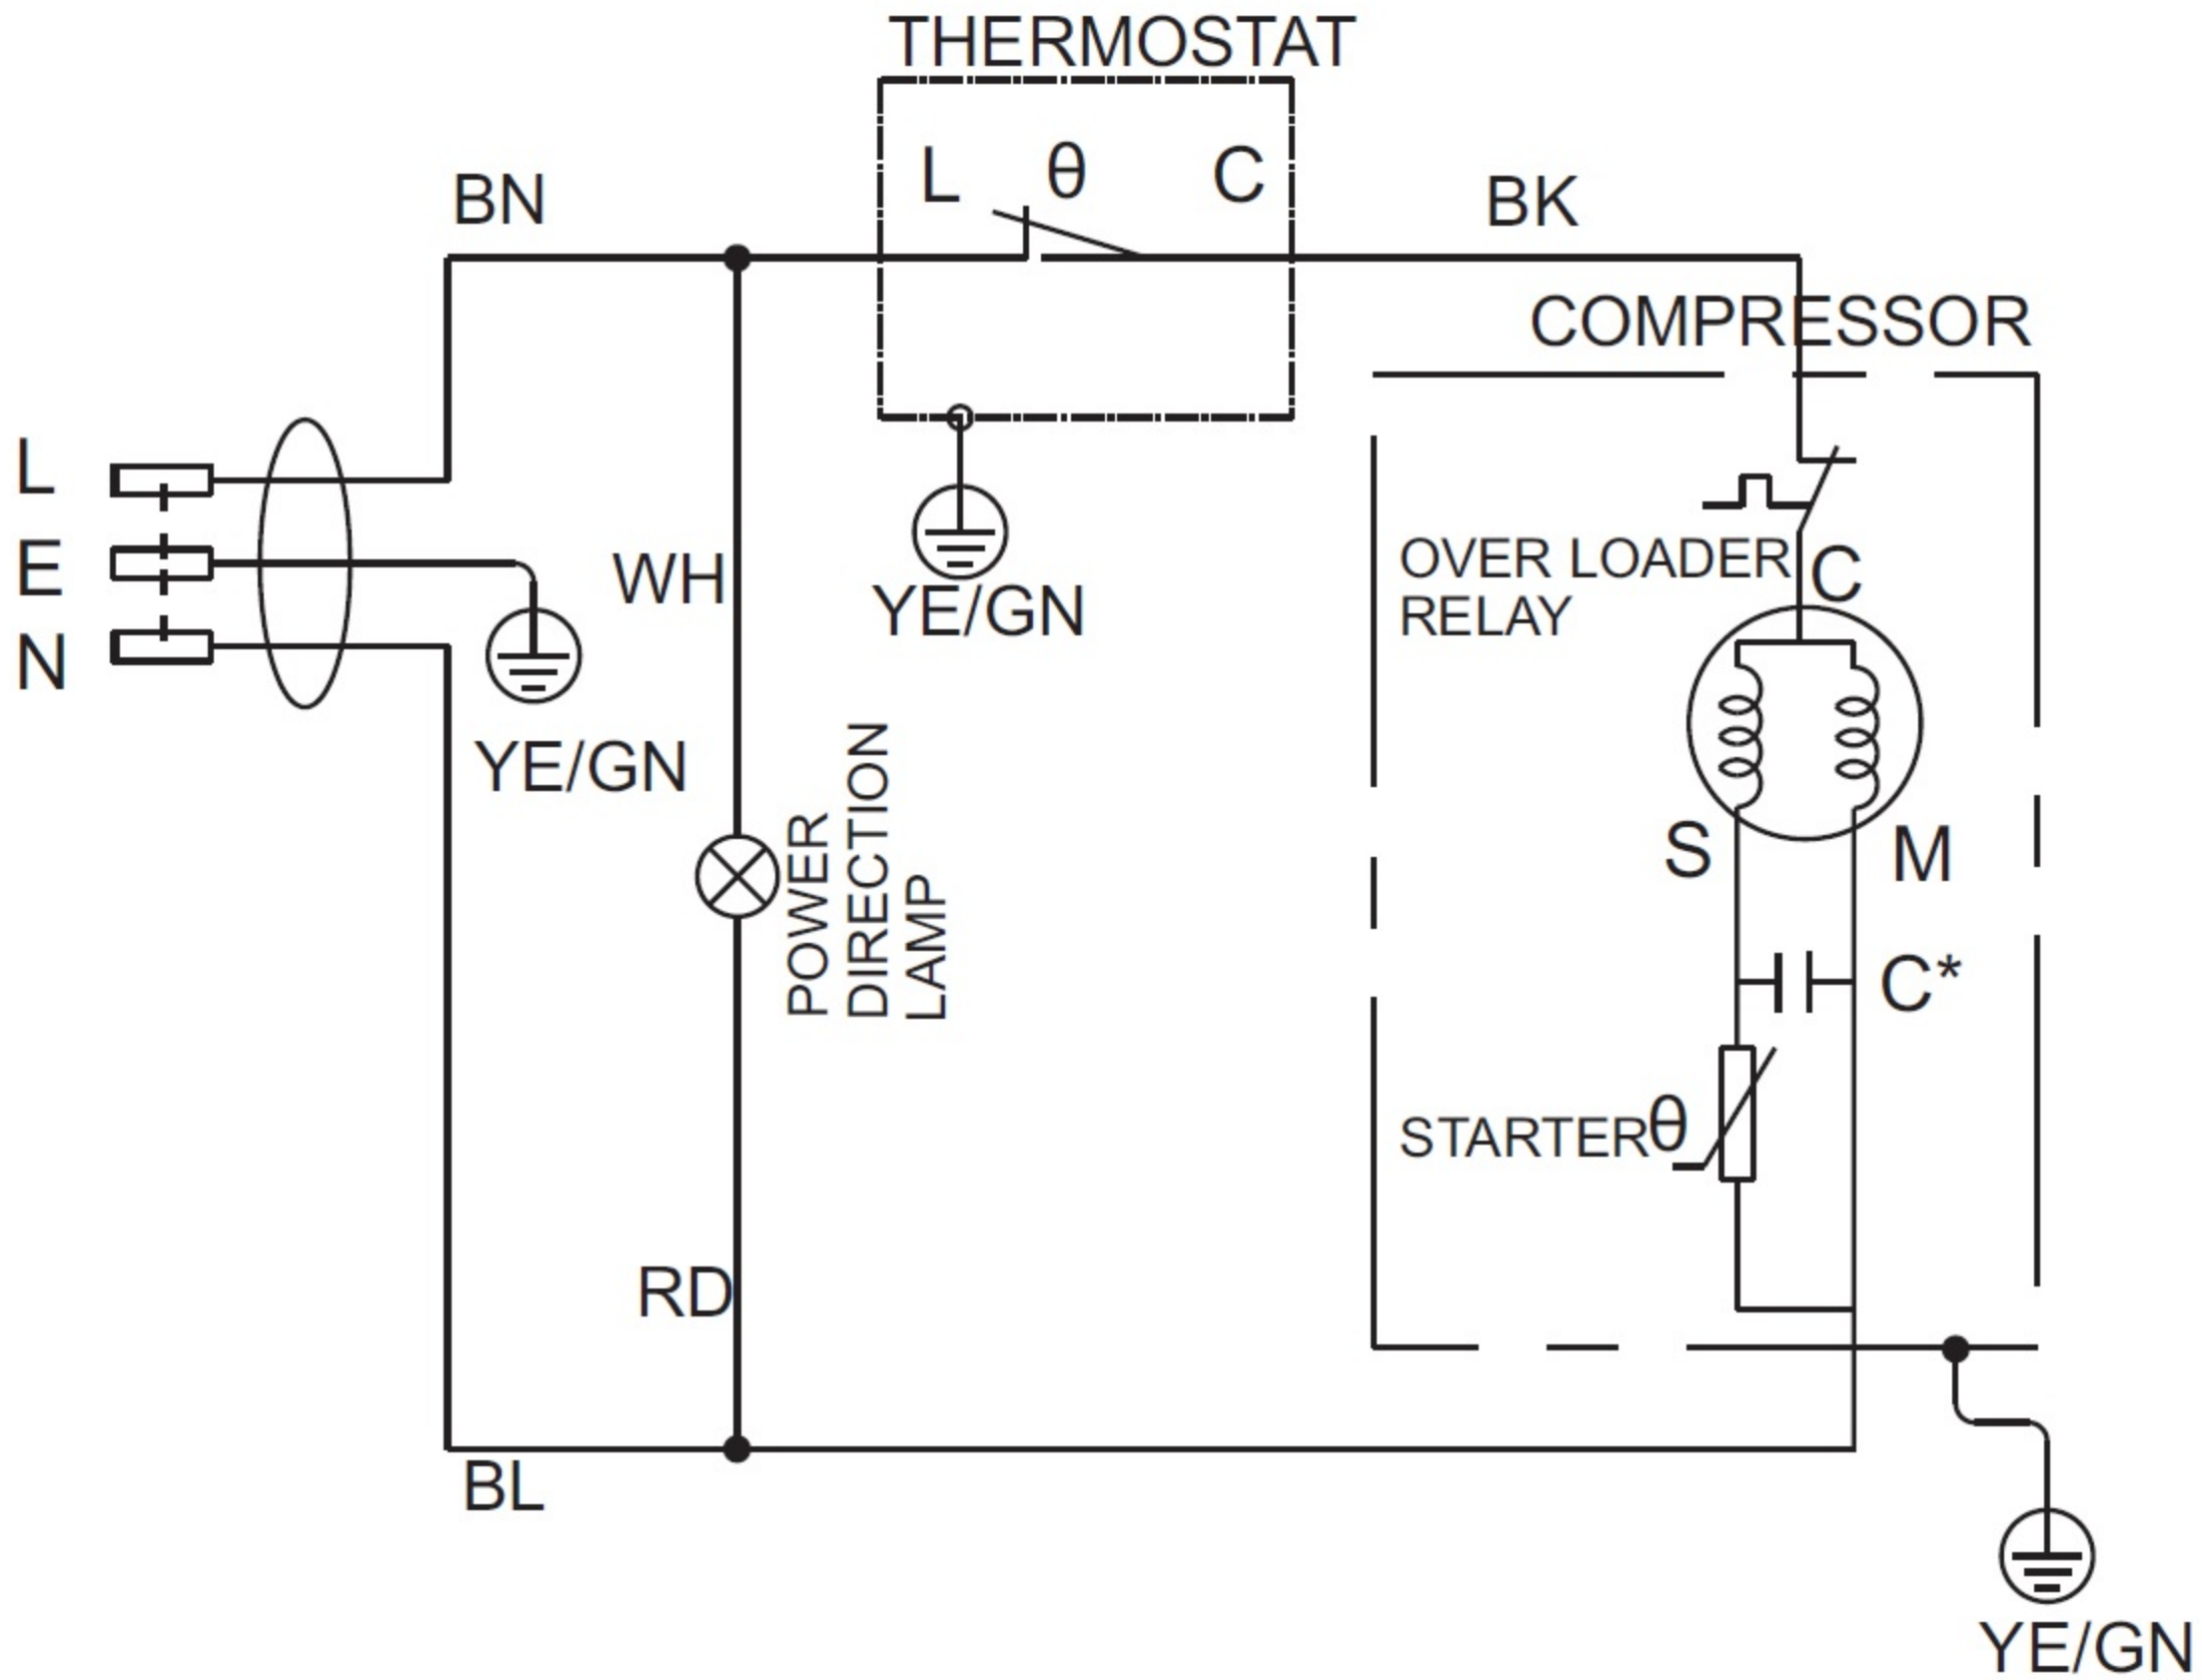 THERMOSTAT
L θ C
BN
BK
COMPRESSOR
L
E
N
WH
YE/GN
YE/GN
OVER LOADER
RELAY
C
POWER
DIRECTION
LAMP
S
M
C*
STARTER θ
RD
BL
YE/GN